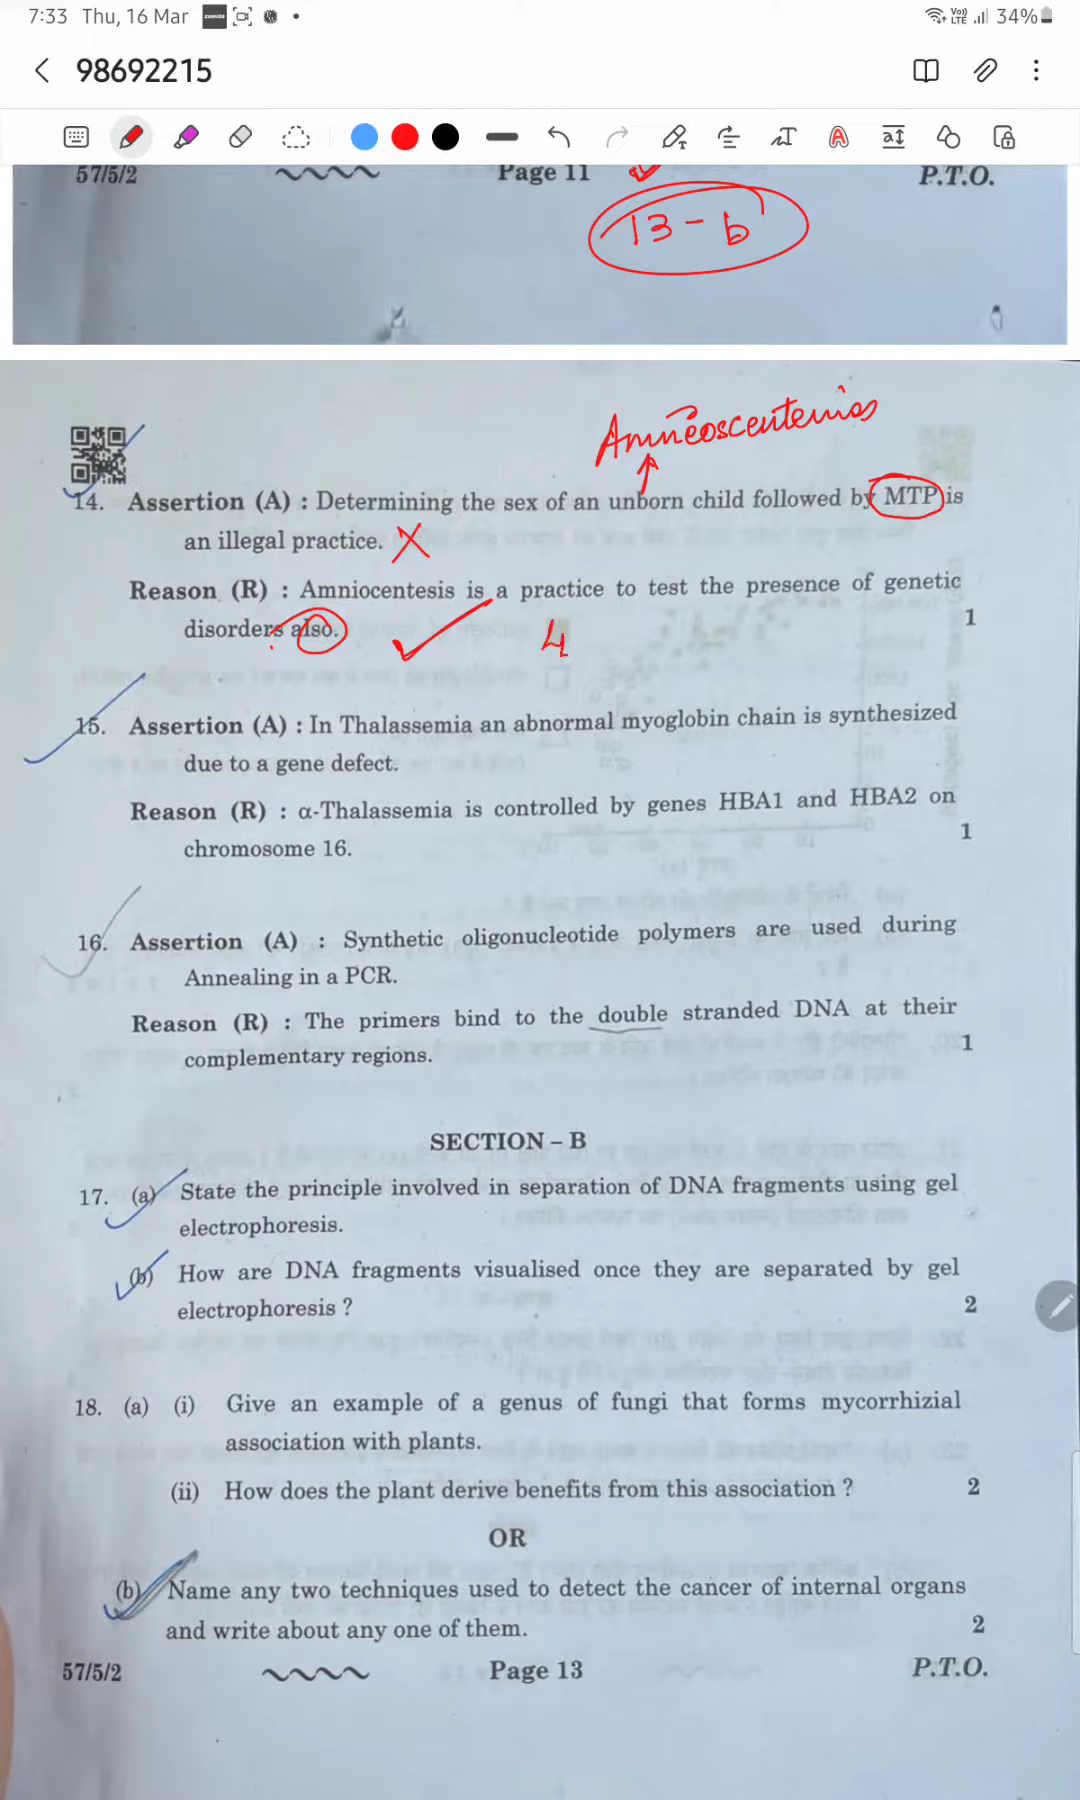 7:33 Thu, 16 Mar
34%
98692215
57/5/2 Page 11 P.T.O.
13 - b
14. Assertion (A) : Determining the sex of an unborn child followed by MTP is
an illegal practice.
Reason (R) : Amniocentesis is a practice to test the presence of genetic
disorders also.
1
4
15. Assertion (A) : In Thalassemia an abnormal myoglobin chain is synthesized
due to a gene defect.
Reason (R) : α-Thalassemia is controlled by genes HBA1 and HBA2 on
chromosome 16.
1
16. Assertion (A) : Synthetic oligonucleotide polymers are used during
Annealing in a PCR.
Reason (R) : The primers bind to the double stranded DNA at their
complementary regions.
1
SECTION – B
17. (a) State the principle involved in separation of DNA fragments using gel
electrophoresis.
(b) How are DNA fragments visualised once they are separated by gel
electrophoresis ?
2
18. (a) (i) Give an example of a genus of fungi that forms mycorrhizial
association with plants.
(ii) How does the plant derive benefits from this association ? 2
OR
(b) Name any two techniques used to detect the cancer of internal organs
and write about any one of them. 2
57/5/2 Page 13 P.T.O.